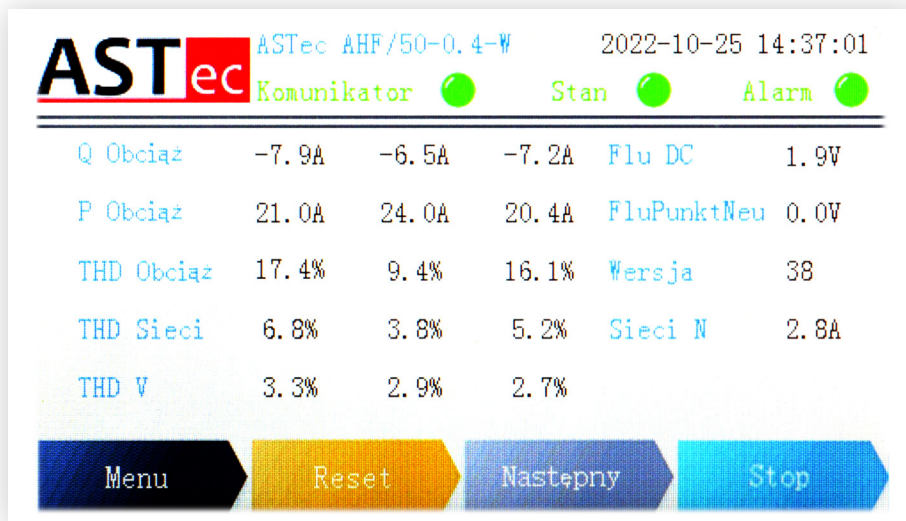 ASTec ASTec AHF/50-0.4-W 2022-10-25 14:37:01
Komunikator Stan Alarm
Q Obciąż -7.9A -6.5A -7.2A Flu DC 1.9V
P Obciąż 21.0A 24.0A 20.4A FluPunktNeu 0.0V
THD Obciąż 17.4% 9.4% 16.1% Wersja 38
THD Sieci 6.8% 3.8% 5.2% Sieci N 2.8A
THD V 3.3% 2.9% 2.7%
Menu Reset Następny Stop